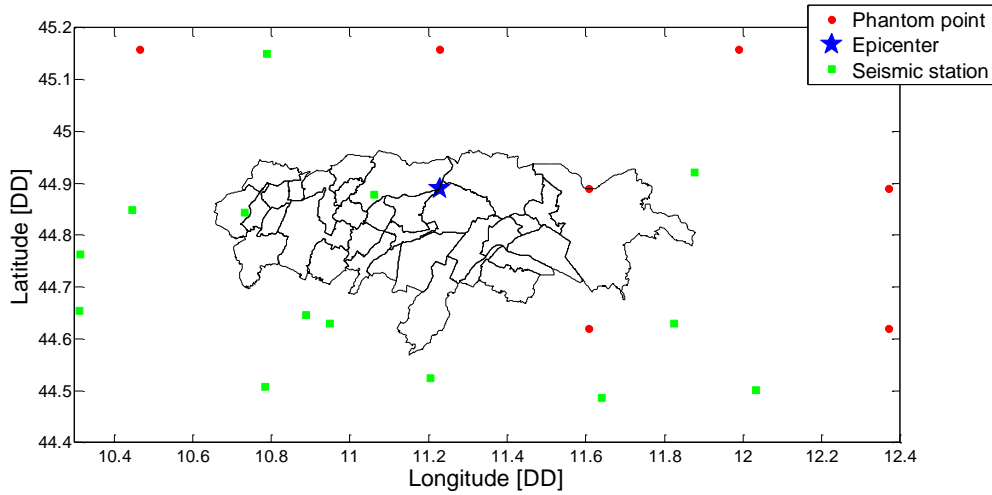 Phantom point
Epicenter
Seismic station
45.2
45.1
45
44.9
44.8
44.7
44.6
44.5
44.4
Latitude [DD]
10.4 10.6 10.8 11 11.2 11.4 11.6 11.8 12 12.2 12.4
Longitude [DD]